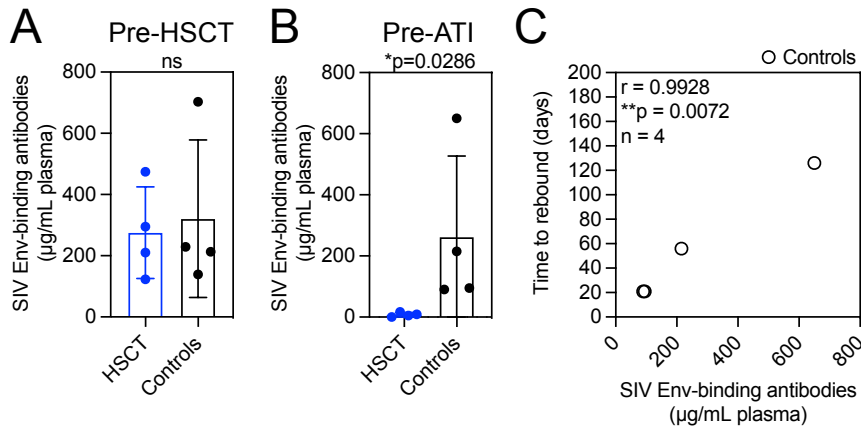 A
Pre-HSCT
ns
SIV Env-binding antibodies
(µg/mL plasma)
800
600
400
200
0
HSCT
Controls
B
Pre-ATI
*p=0.0286
SIV Env-binding antibodies
(µg/mL plasma)
800
600
400
200
0
HSCT
Controls
C
Controls
r = 0.9928
**p = 0.0072
n = 4
Time to rebound (days)
200
180
160
140
120
100
80
60
40
20
0
0
200
400
600
800
SIV Env-binding antibodies
(µg/mL plasma)